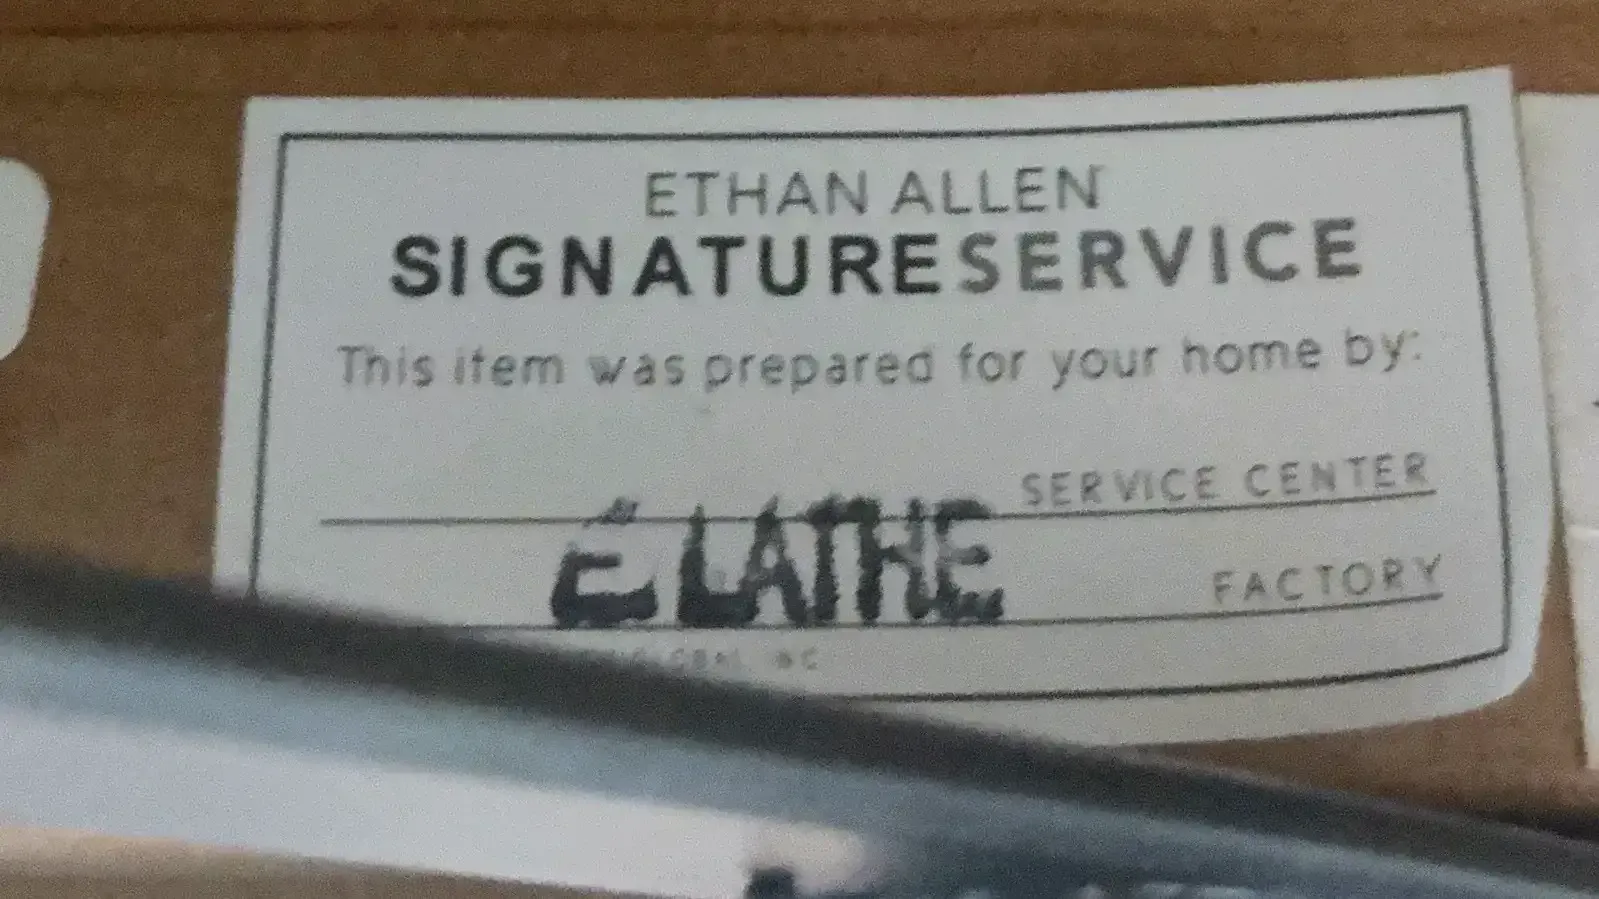 ETHAN ALLEN
SIGNATURESERVICE
This item was prepared for your home by:
SERVICE CENTER
E LATHE
FACTORY